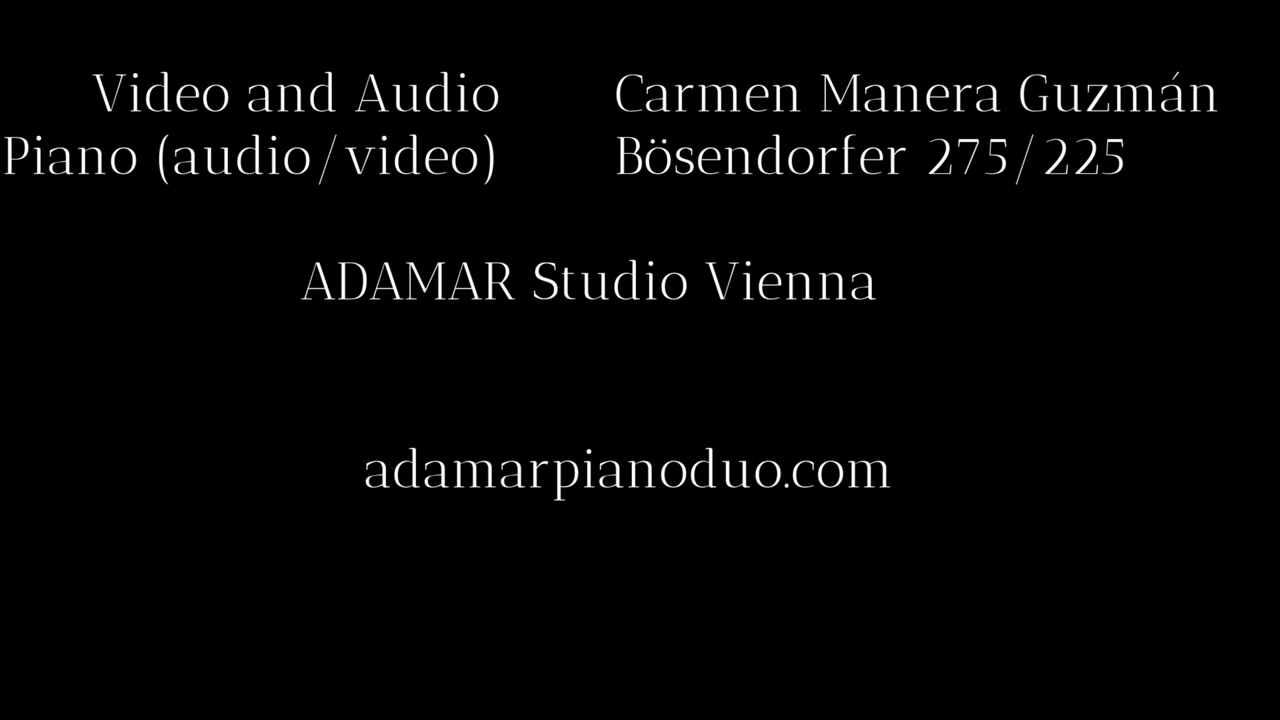 Video and Audio Carmen Manera Guzmán
Piano (audio/video) Bösendorfer 275/225
ADAMAR Studio Vienna
adamarpianoduo.com